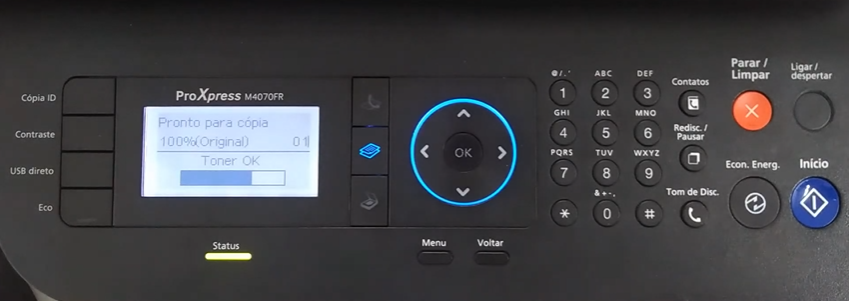 Cópia ID
Contraste
USB direto
Eco
ProXpress M4070FR
Pronto para cópia
100%(Original) 01
Toner OK
Status
OK
Menu
Voltar
@/.'
ABC
DEF
1
2
3
GHI
JKL
MNO
4
5
6
PQRS
TUV
WXYZ
7
8
9
& + - ,
*
0
#
Contatos
Redisc. /
Pausar
Tom de Disc.
Parar /
Limpar
Ligar /
despertar
Econ. Energ.
Início